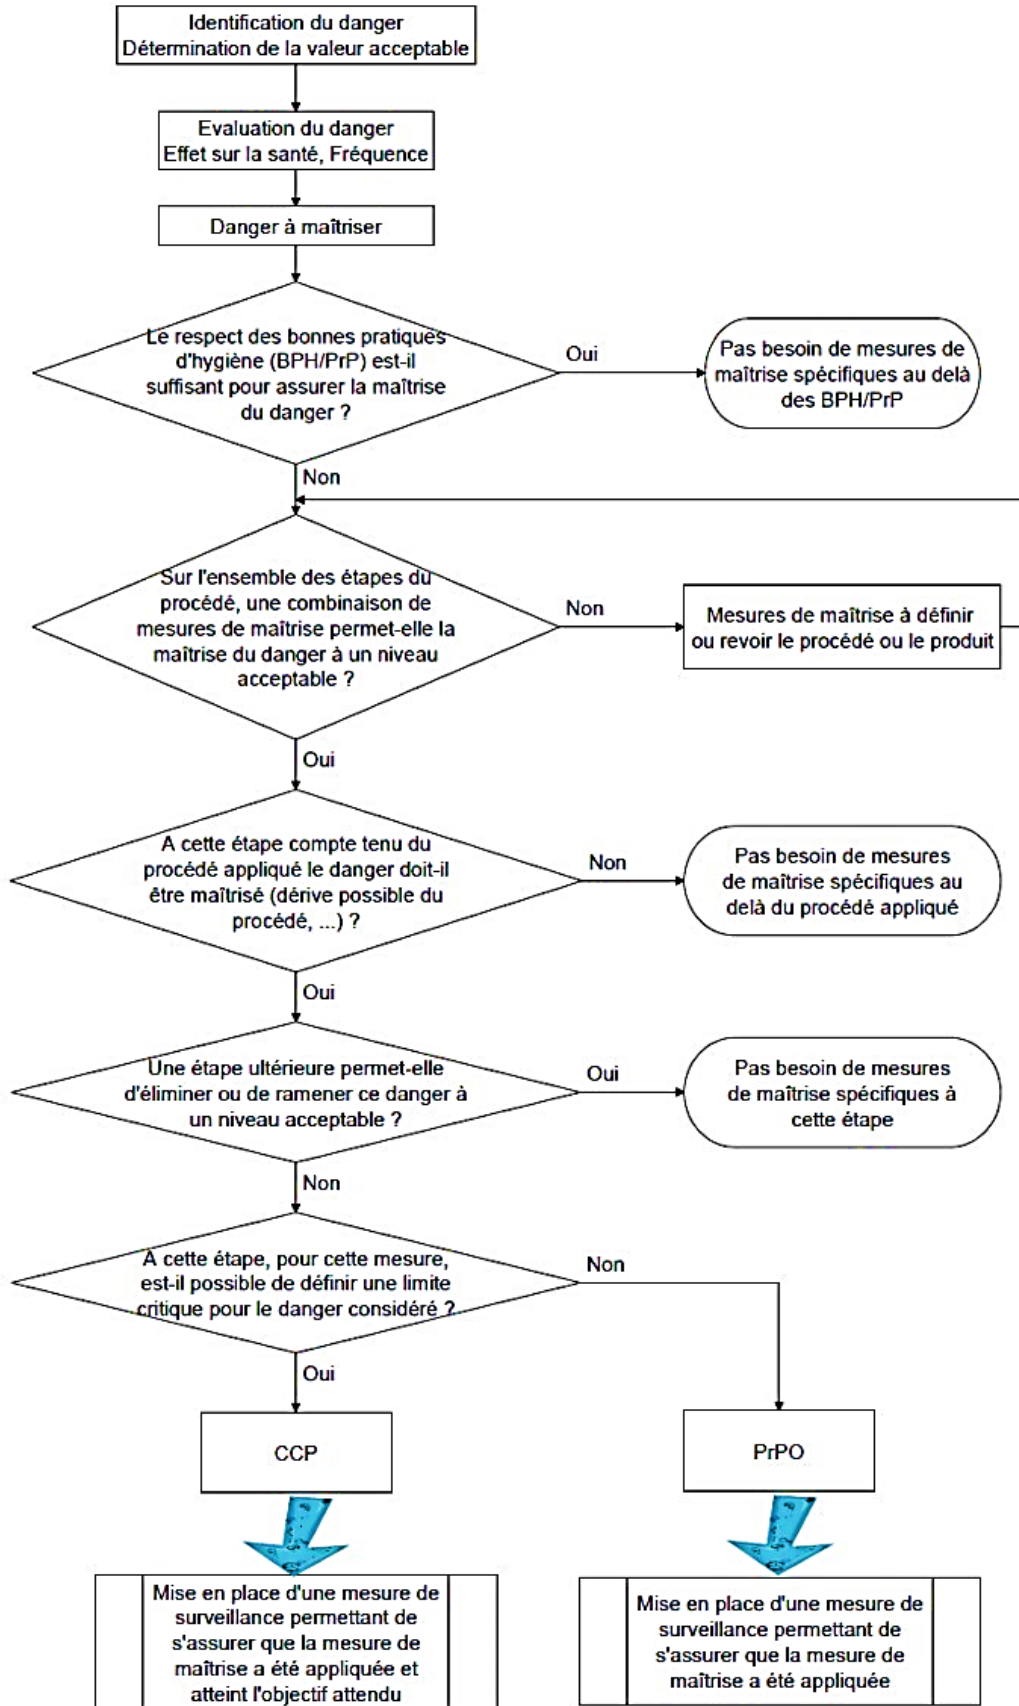 Identification du danger
Détermination de la valeur acceptable
Evaluation du danger
Effet sur la santé, Fréquence
Danger à maîtriser
Le respect des bonnes pratiques
d'hygiène (BPH/PrP) est-il
suffisant pour assurer la maîtrise
du danger ?
Oui
Pas besoin de mesures de
maîtrise spécifiques au delà
des BPH/PrP
Non
Sur l'ensemble des étapes du
procédé, une combinaison de
mesures de maîtrise permet-elle la
maîtrise du danger à un niveau
acceptable ?
Non
Mesures de maîtrise à définir
ou revoir le procédé ou le produit
Oui
A cette étape compte tenu du
procédé appliqué le danger doit-il
être maîtrisé (dérive possible du
procédé, ...) ?
Non
Pas besoin de mesures
de maîtrise spécifiques au
delà du procédé appliqué
Oui
Une étape ultérieure permet-elle
d'éliminer ou de ramener ce danger à
un niveau acceptable ?
Oui
Pas besoin de mesures
de maîtrise spécifiques à
cette étape
Non
A cette étape, pour cette mesure,
est-il possible de définir une limite
critique pour le danger considéré ?
Non
Oui
CCP
PrPO
Mise en place d'une mesure de
surveillance permettant de
s'assurer que la mesure de
maîtrise a été appliquée et
atteint l'objectif attendu
Mise en place d'une mesure de
surveillance permettant de
s'assurer que la mesure de
maîtrise a été appliquée